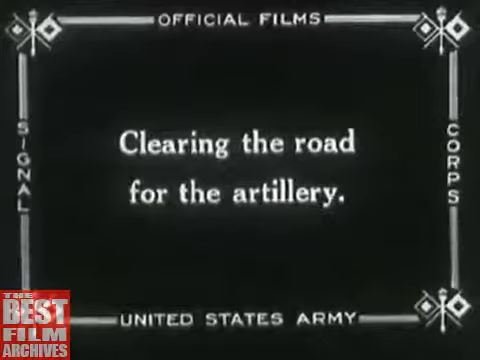 OFFICIAL FILMS
SIGNAL
CORPS
Clearing the road
for the artillery.
UNITED STATES ARMY
THE
BEST
FILM
ARCHIVES